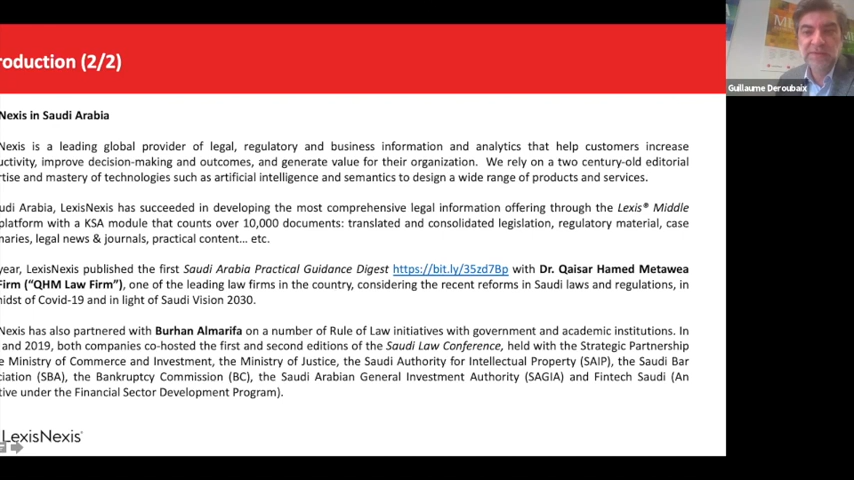 roduction (2/2)
Guillaume Deroubaix
Nexis in Saudi Arabia
Nexis is a leading global provider of legal, regulatory and business information and analytics that help customers increase
uctivity, improve decision-making and outcomes, and generate value for their organization. We rely on a two century-old editorial
rtise and mastery of technologies such as artificial intelligence and semantics to design a wide range of products and services.
udi Arabia, LexisNexis has succeeded in developing the most comprehensive legal information offering through the Lexis® Middle
platform with a KSA module that counts over 10,000 documents: translated and consolidated legislation, regulatory material, case
maries, legal news & journals, practical content… etc.
year, LexisNexis published the first Saudi Arabia Practical Guidance Digest https://bit.ly/35zd7Bp with Dr. Qaisar Hamed Metawea
Firm ("QHM Law Firm"), one of the leading law firms in the country, considering the recent reforms in Saudi laws and regulations, in
midst of Covid-19 and in light of Saudi Vision 2030.
Nexis has also partnered with Burhan Almarifa on a number of Rule of Law initiatives with government and academic institutions. In
and 2019, both companies co-hosted the first and second editions of the Saudi Law Conference, held with the Strategic Partnership
e Ministry of Commerce and Investment, the Ministry of Justice, the Saudi Authority for Intellectual Property (SAIP), the Saudi Bar
ciation (SBA), the Bankruptcy Commission (BC), the Saudi Arabian General Investment Authority (SAGIA) and Fintech Saudi (An
tive under the Financial Sector Development Program).
LexisNexis®